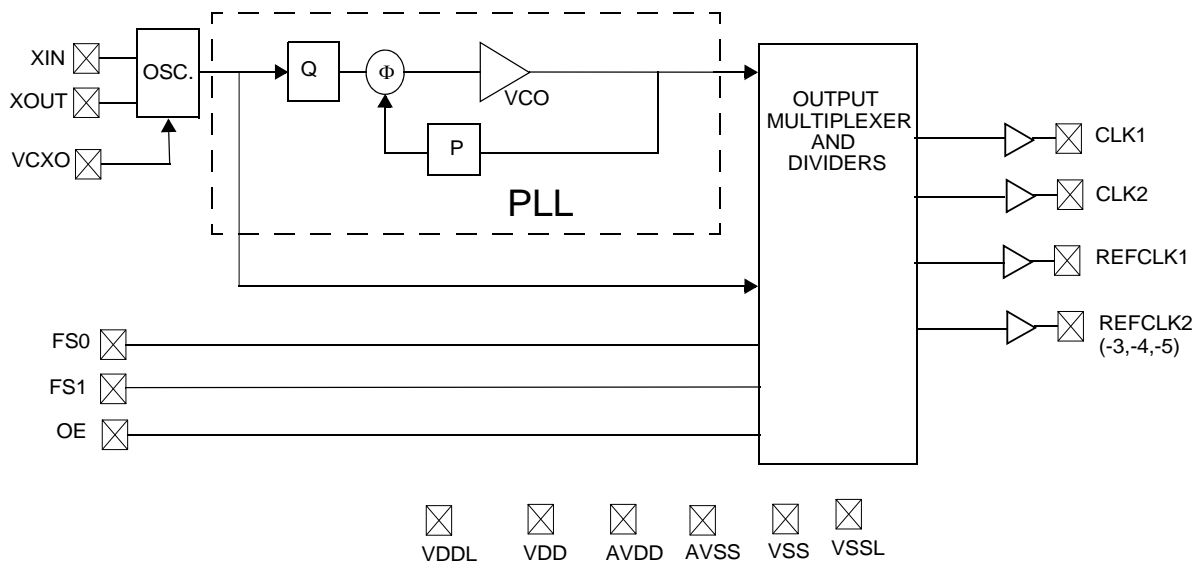 XIN
XOUT
VCXO
OSC.
Q
Φ
VCO
P
PLL
OUTPUT
MULTIPLEXER
AND
DIVIDERS
CLK1
CLK2
REFCLK1
REFCLK2
(-3,-4,-5)
FS0
FS1
OE
VDDL
VDD
AVDD
AVSS
VSS
VSSL